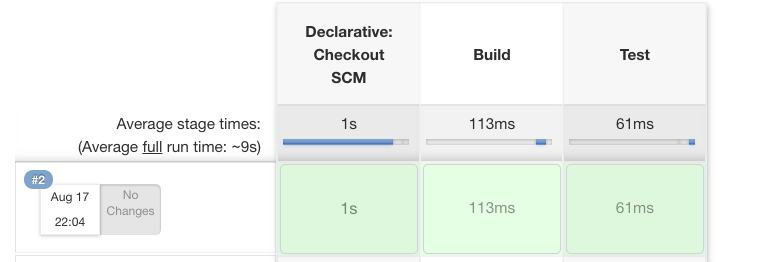 Declarative:
Checkout
SCM
Build
Test
Average stage times:
(Average full run time: ~9s)
1s
113ms
61ms
#2
Aug 17
22:04
No
Changes
1s
113ms
61ms